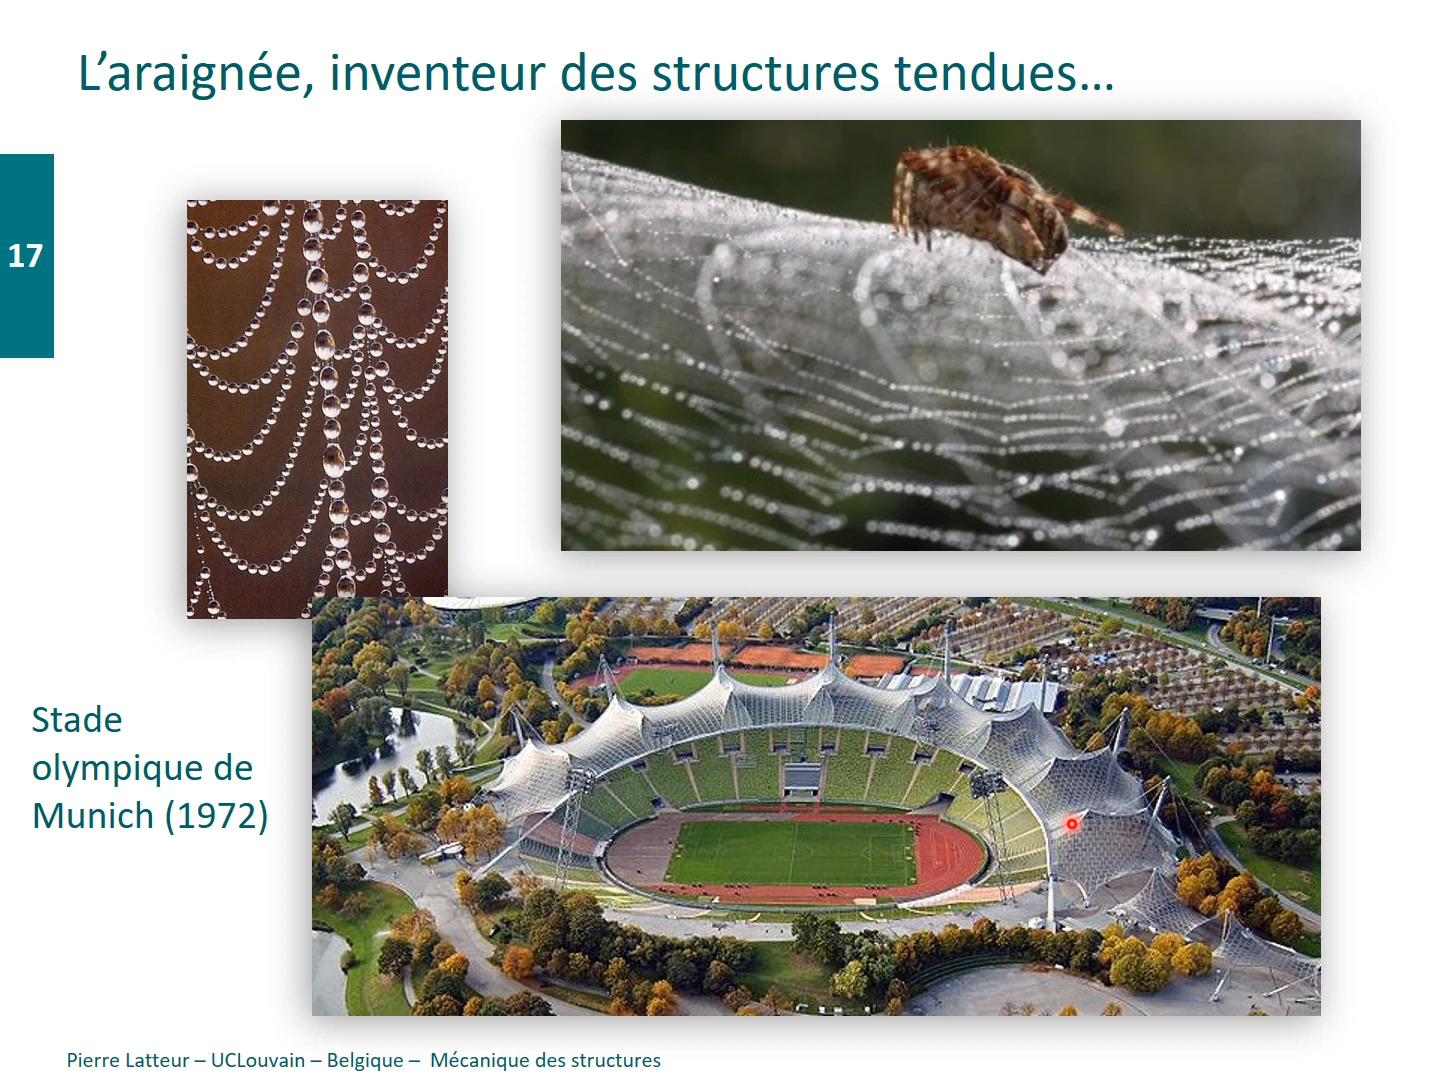 L’araignée, inventeur des structures tendues…
17
Stade
olympique de
Munich (1972)
Pierre Latteur – UCLouvain – Belgique –  Mécanique des structures